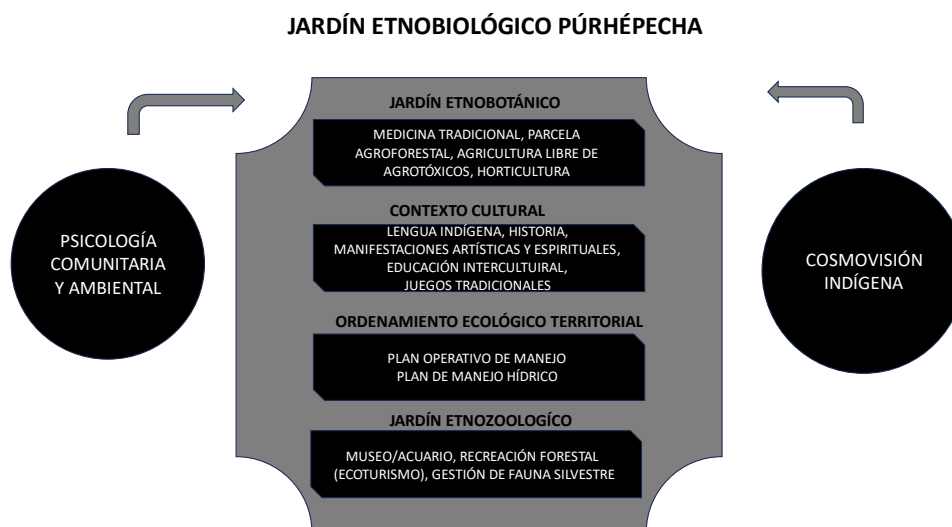 JARDÍN ETNOBIOLÓGICO PÚRHÉPECHA
JARDÍN ETNOBOTÁNICO
MEDICINA TRADICIONAL, PARCELA
AGROFORESTAL, AGRICULTURA LIBRE DE
AGROTÓXICOS, HORTICULTURA
CONTEXTO CULTURAL
LENGUA INDÍGENA, HISTORIA,
MANIFESTACIONES ARTÍSTICAS Y ESPIRITUALES,
EDUCACIÓN INTERCULTUIRAL,
JUEGOS TRADICIONALES
PSICOLOGÍA
COMUNITARIA
Y AMBIENTAL
COSMOVISIÓN
INDÍGENA
ORDENAMIENTO ECOLÓGICO TERRITORIAL
PLAN OPERATIVO DE MANEJO
PLAN DE MANEJO HÍDRICO
JARDÍN ETNOZOOLOGÍCO
MUSEO/ACUARIO, RECREACIÓN FORESTAL
(ECOTURISMO), GESTIÓN DE FAUNA SILVESTRE